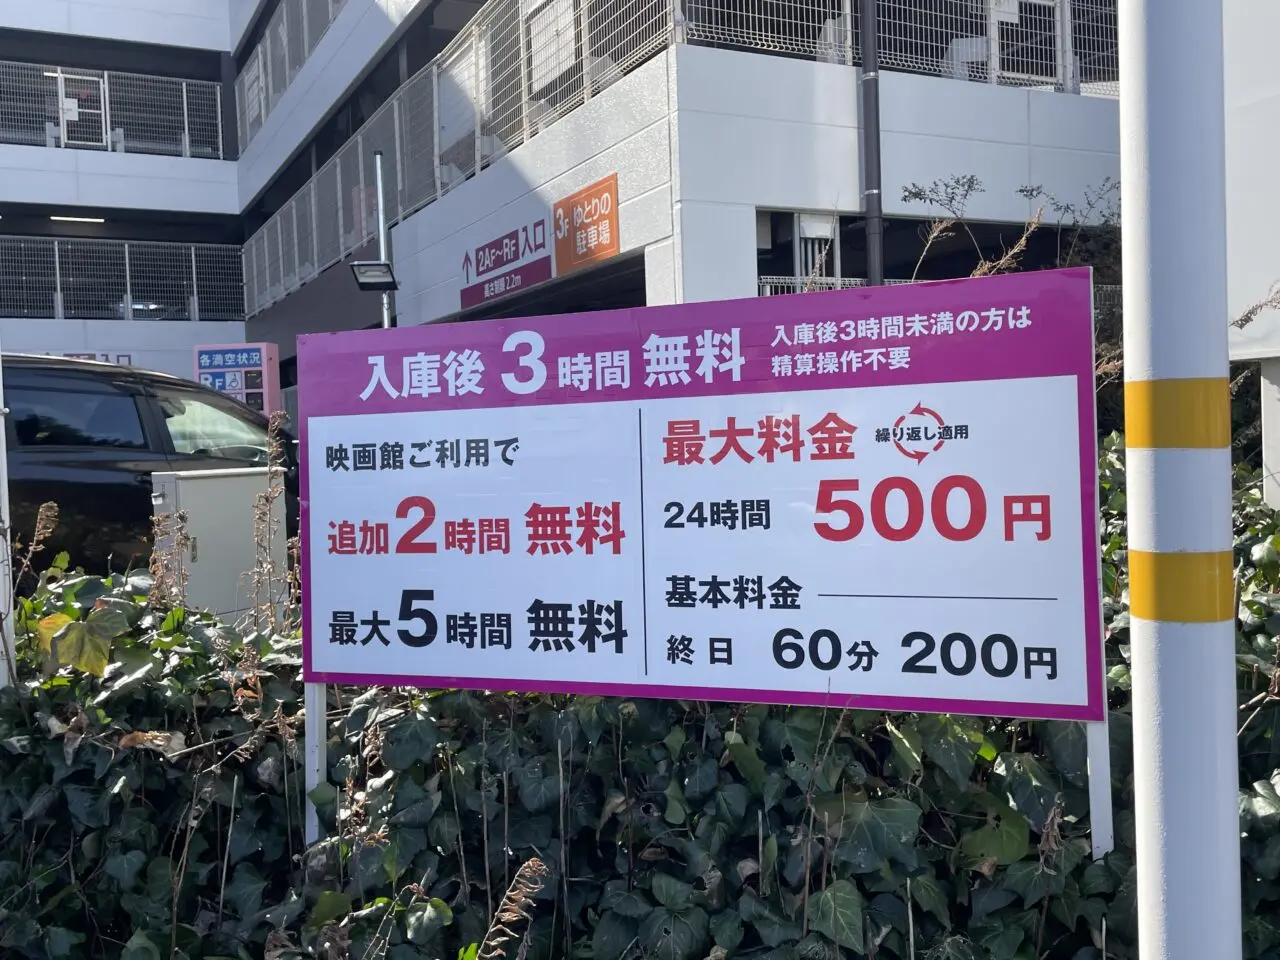 2AF~RF 入口
高さ制限 2.2m
3F ゆとりの
駐車場
各満空状況
RF
入口
入庫後3時間 無料
入庫後3時間未満の方は
精算操作不要
映画館ご利用で
追加2時間 無料
最大5時間 無料
最大料金 繰り返し適用
24時間 500円
基本料金
終日 60分 200円